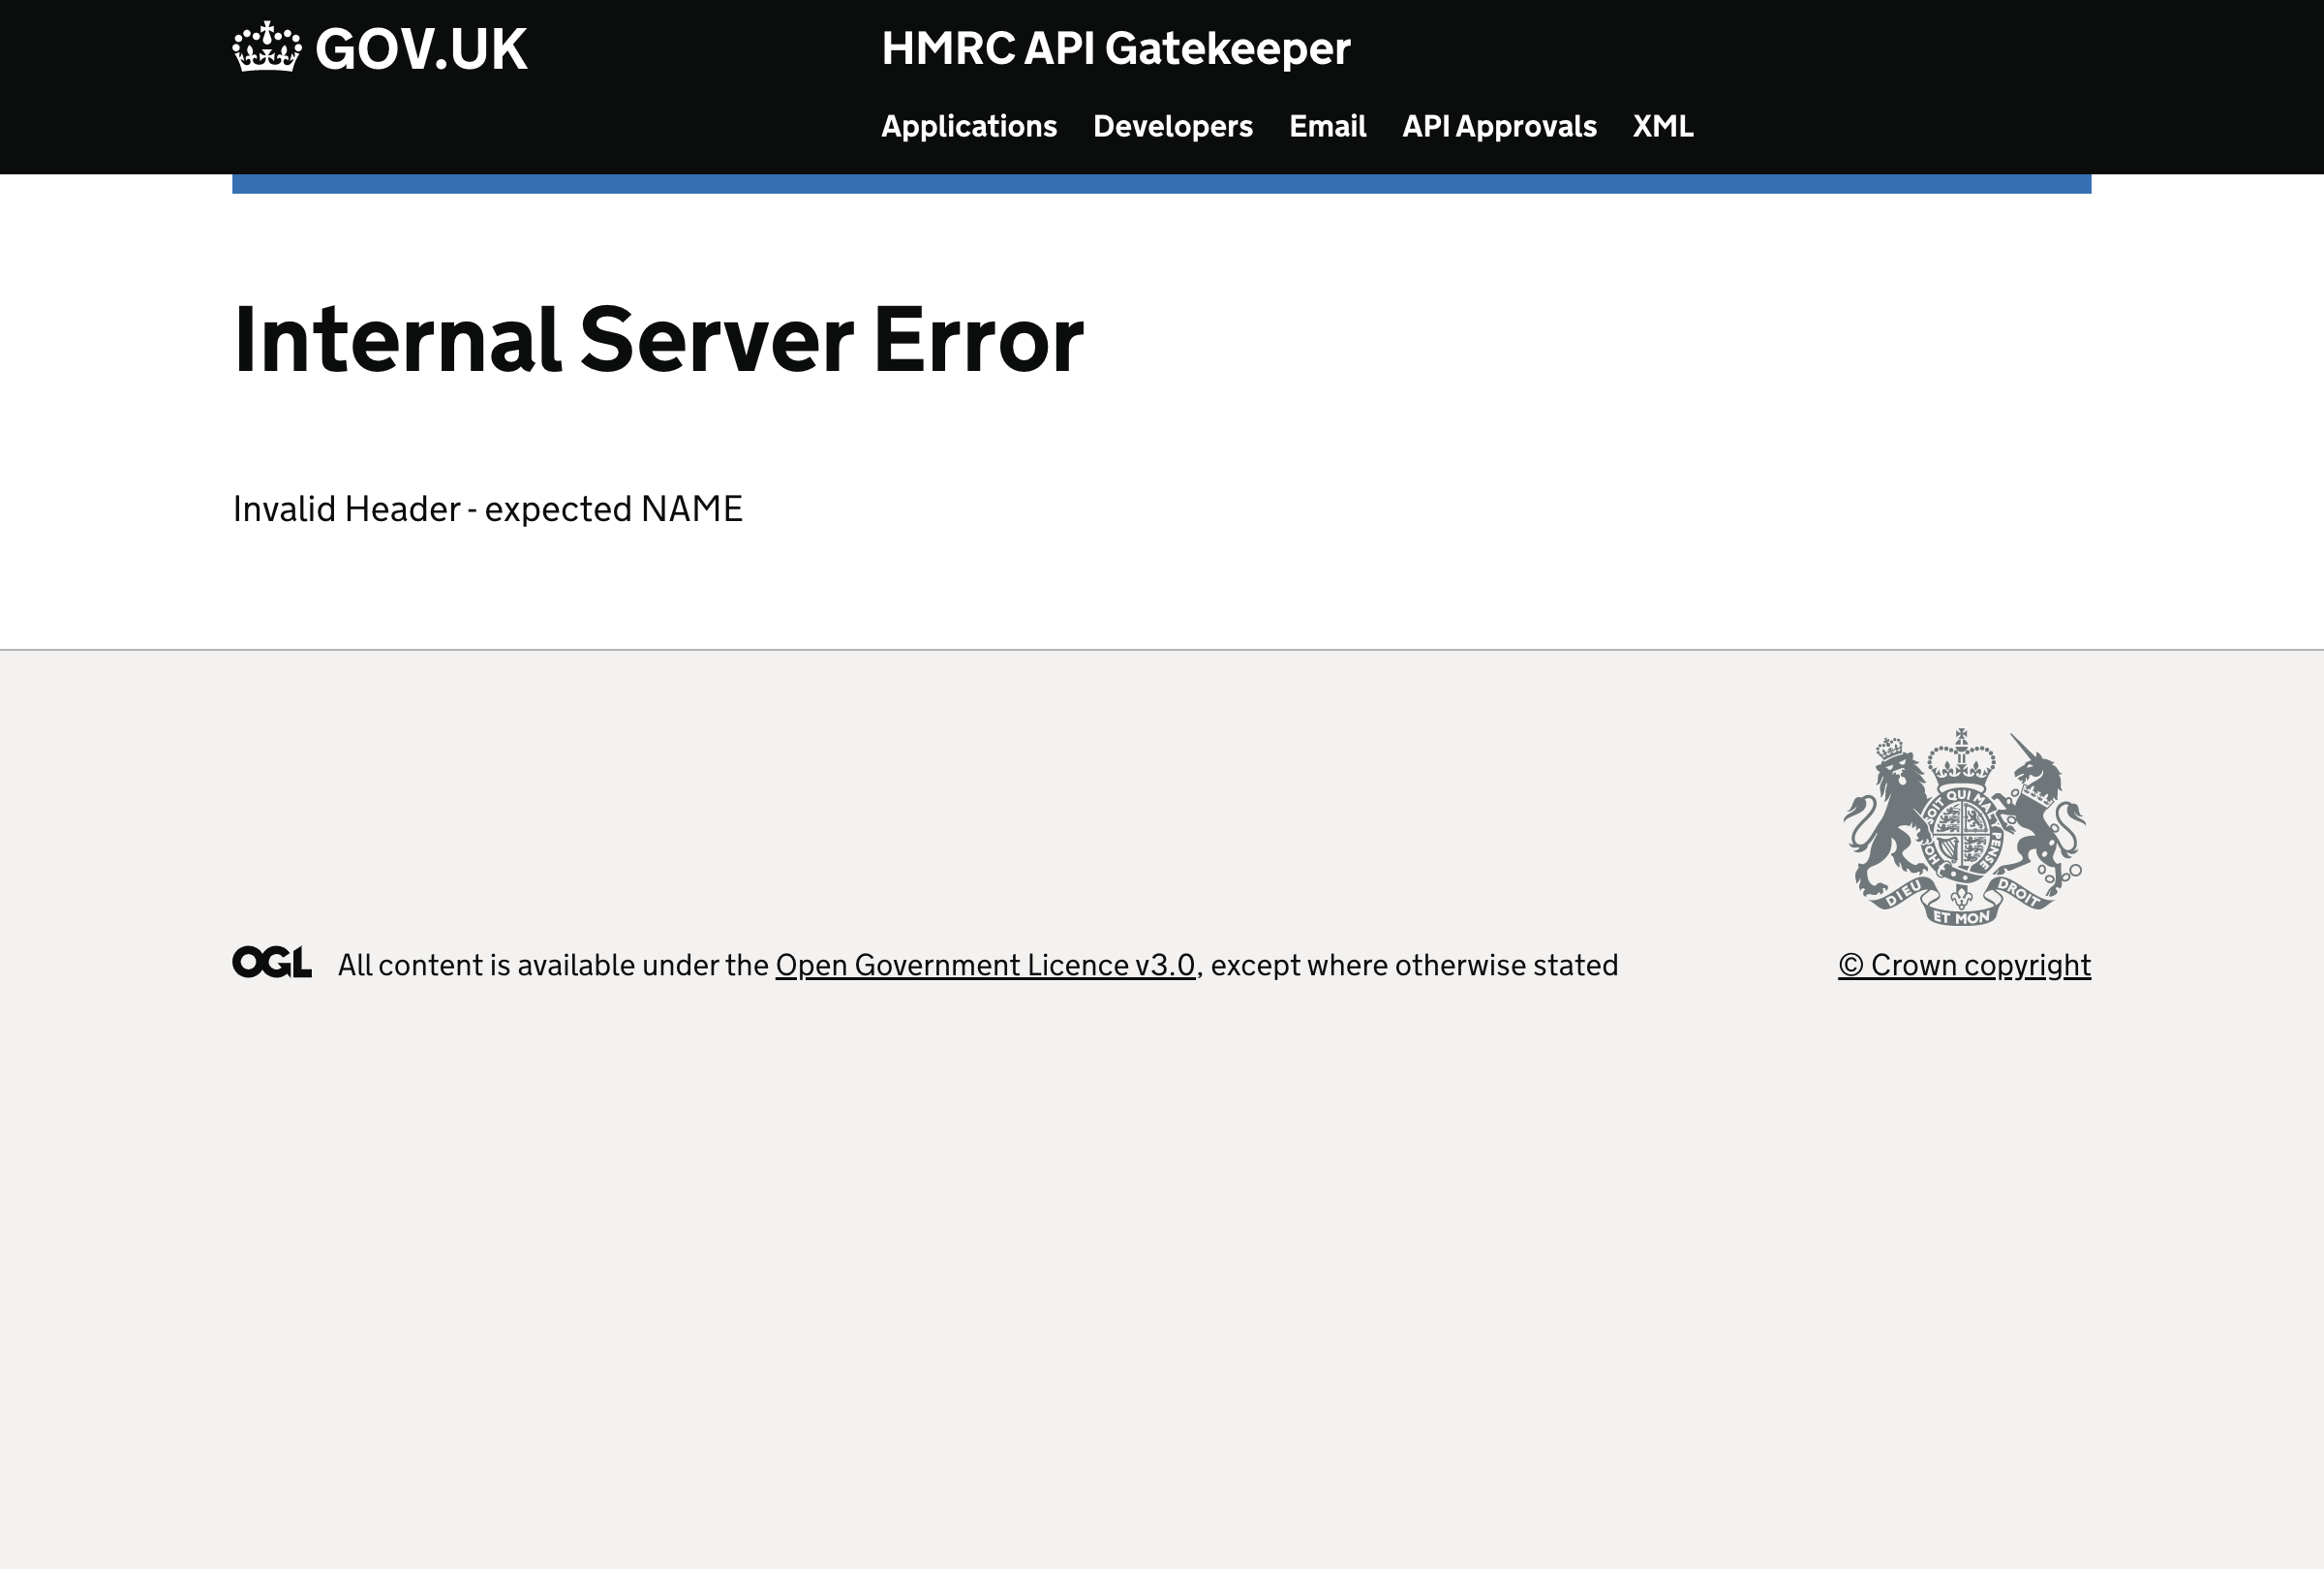 GOV.UK
HMRC API Gatekeeper
Applications Developers Email API Approvals XML
Internal Server Error
Invalid Header - expected NAME
HONI SOIT QUI MAL Y PENSE
DIEU ET MON DROIT
OGL All content is available under the Open Government Licence v3.0, except where otherwise stated
© Crown copyright